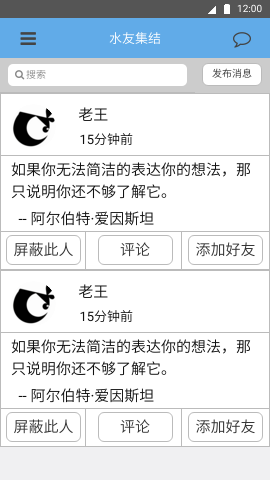 12:00
水友集结
搜索
发布消息
老王
15分钟前
如果你无法简洁的表达你的想法，那
只说明你还不够了解它。
-- 阿尔伯特·爱因斯坦
屏蔽此人
评论
添加好友
老王
15分钟前
如果你无法简洁的表达你的想法，那
只说明你还不够了解它。
-- 阿尔伯特·爱因斯坦
屏蔽此人
评论
添加好友